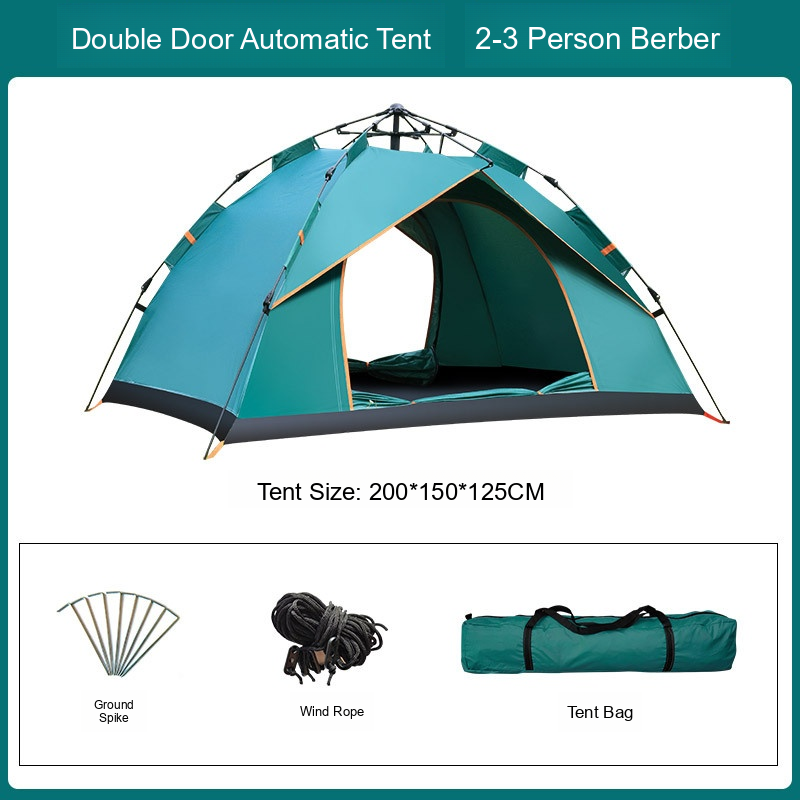 Double Door Automatic Tent 2-3 Person Berber
Tent Size: 200*150*125CM
Ground
Spike
Wind Rope
Tent Bag